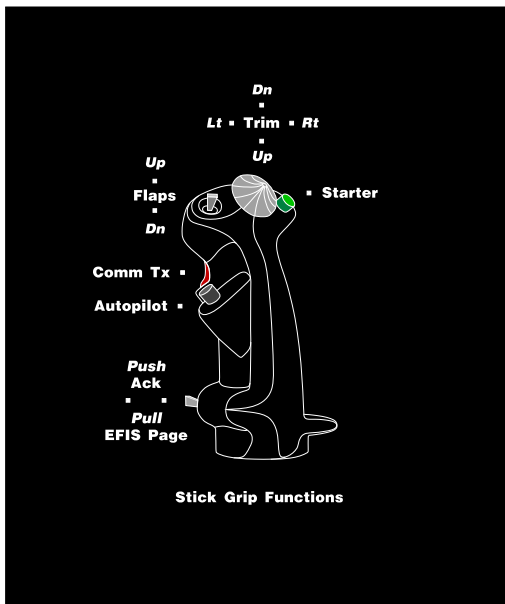 Dn
Lt ▪ Trim ▪ Rt
Up
Up
Flaps
Dn
Starter
Comm Tx
Autopilot
Push
Ack
Pull
EFIS Page
Stick Grip Functions